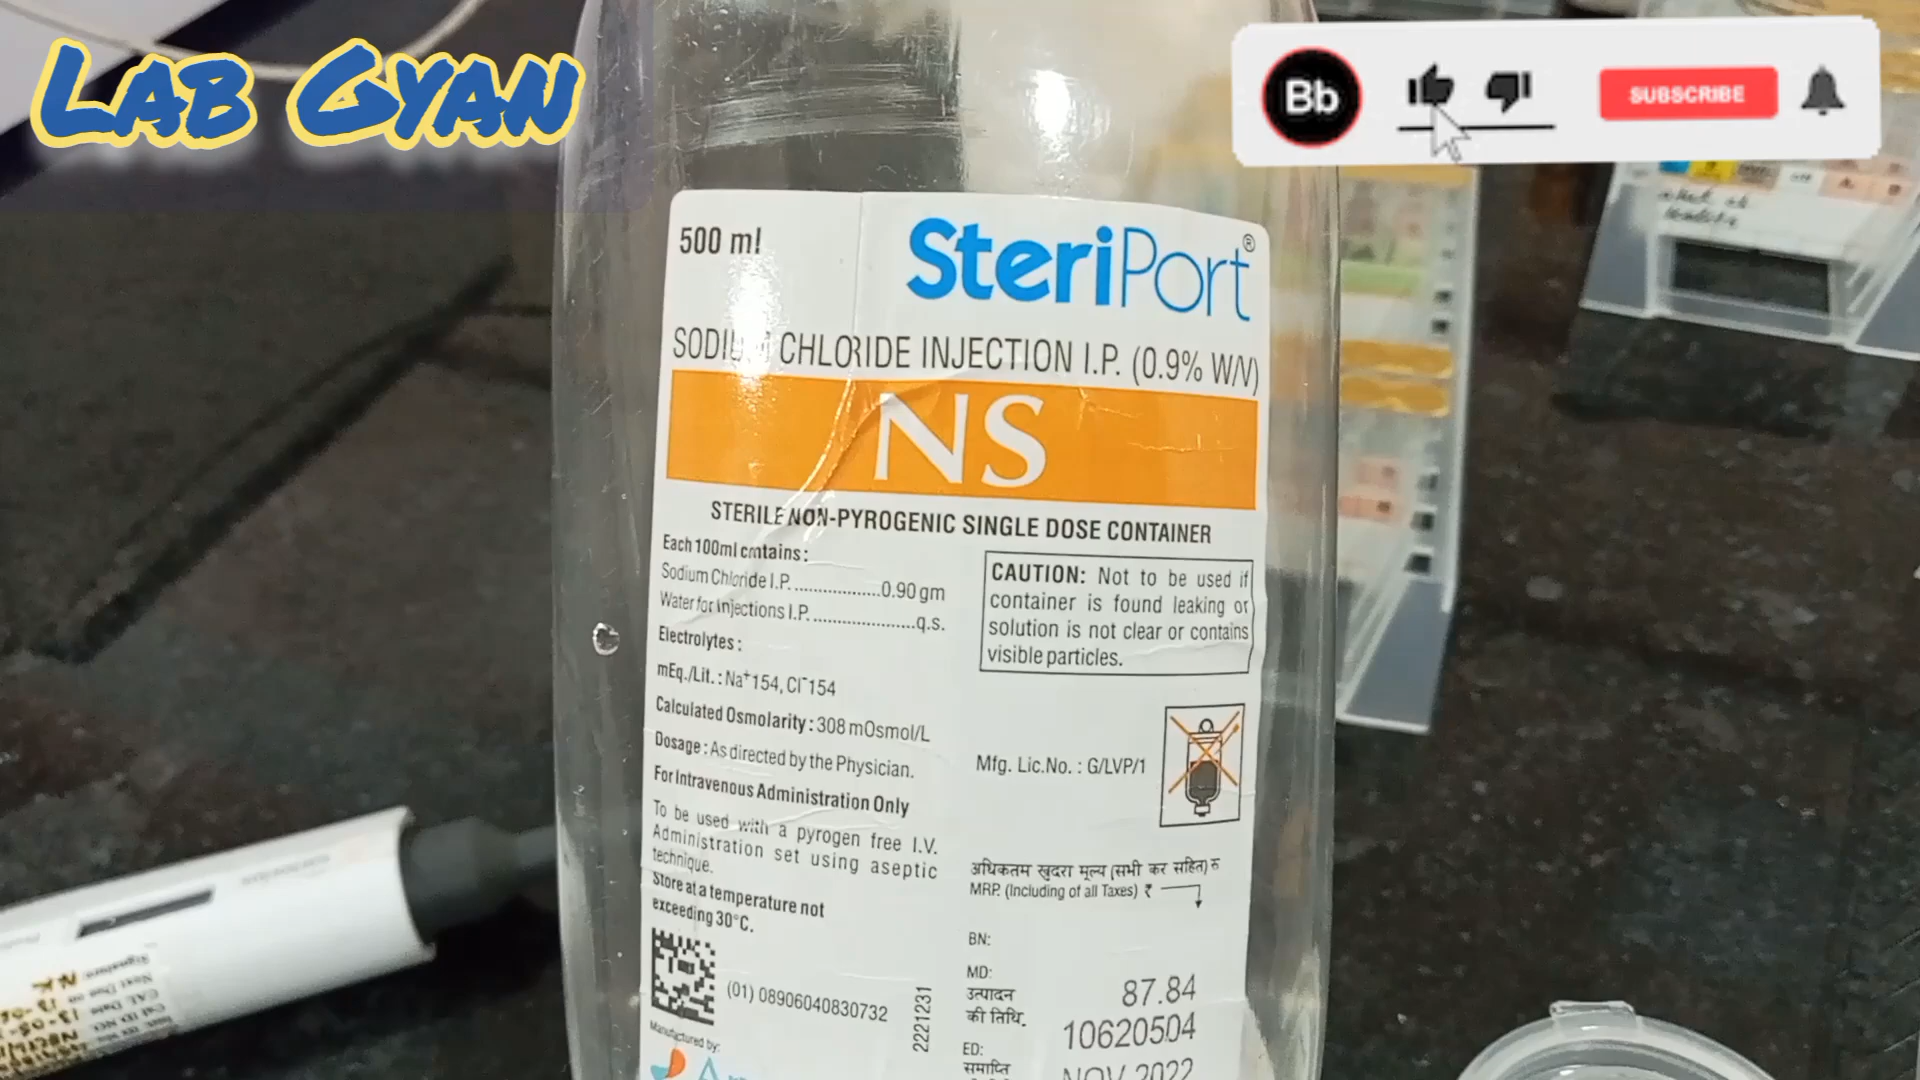 LAB GYAN
Bb
SUBSCRIBE
500 ml
SteriPort®
SODIUM CHLORIDE INJECTION I.P. (0.9% W/V)
NS
STERILE NON-PYROGENIC SINGLE DOSE CONTAINER
Each 100ml contains:
Sodium Chloride I.P. ..................0.90 gm
Water for injections I.P. .....................q.s.
Electrolytes :
mEq./Lit. : Na⁺154, Cl⁻154
Calculated Osmolarity : 308 mOsmol/L
Dosage : As directed by the Physician.
For Intravenous Administration Only
To be used with a pyrogen free I.V.
Administration set using aseptic
technique.
Store at a temperature not
exceeding 30°C.
(01) 08906040830732
2221231
Manufactured by:
CAUTION: Not to be used if
container is found leaking or
solution is not clear or contains
visible particles.
Mfg. Lic.No. : G/LVP/1
अधिकतम खुदरा मूल्य (सभी कर सहित) रु
MRP. (Including of all Taxes) ₹
BN:
MD:
उत्पादन
की तिथि.
ED:
समाप्ति
87.84
10620504
NOV 2022